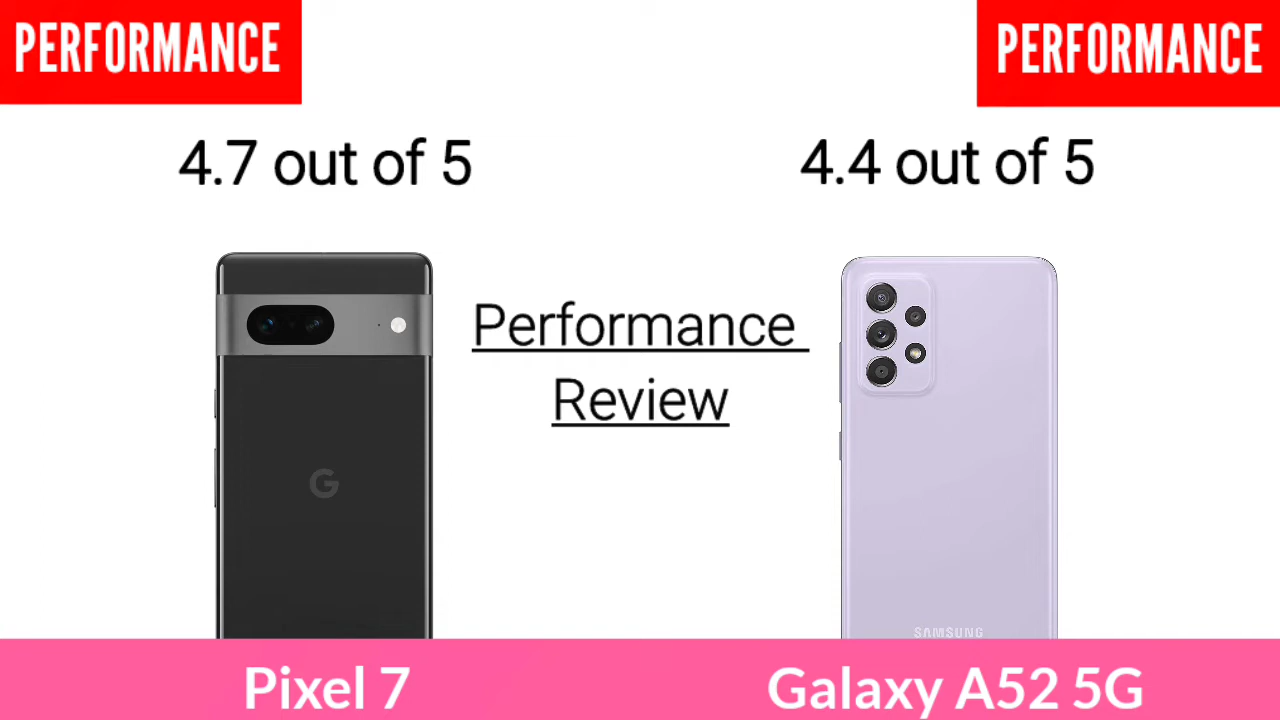 PERFORMANCE
PERFORMANCE
4.7 out of 5
4.4 out of 5
Performance
Review
G
SAMSUNG
Pixel 7
Galaxy A52 5G